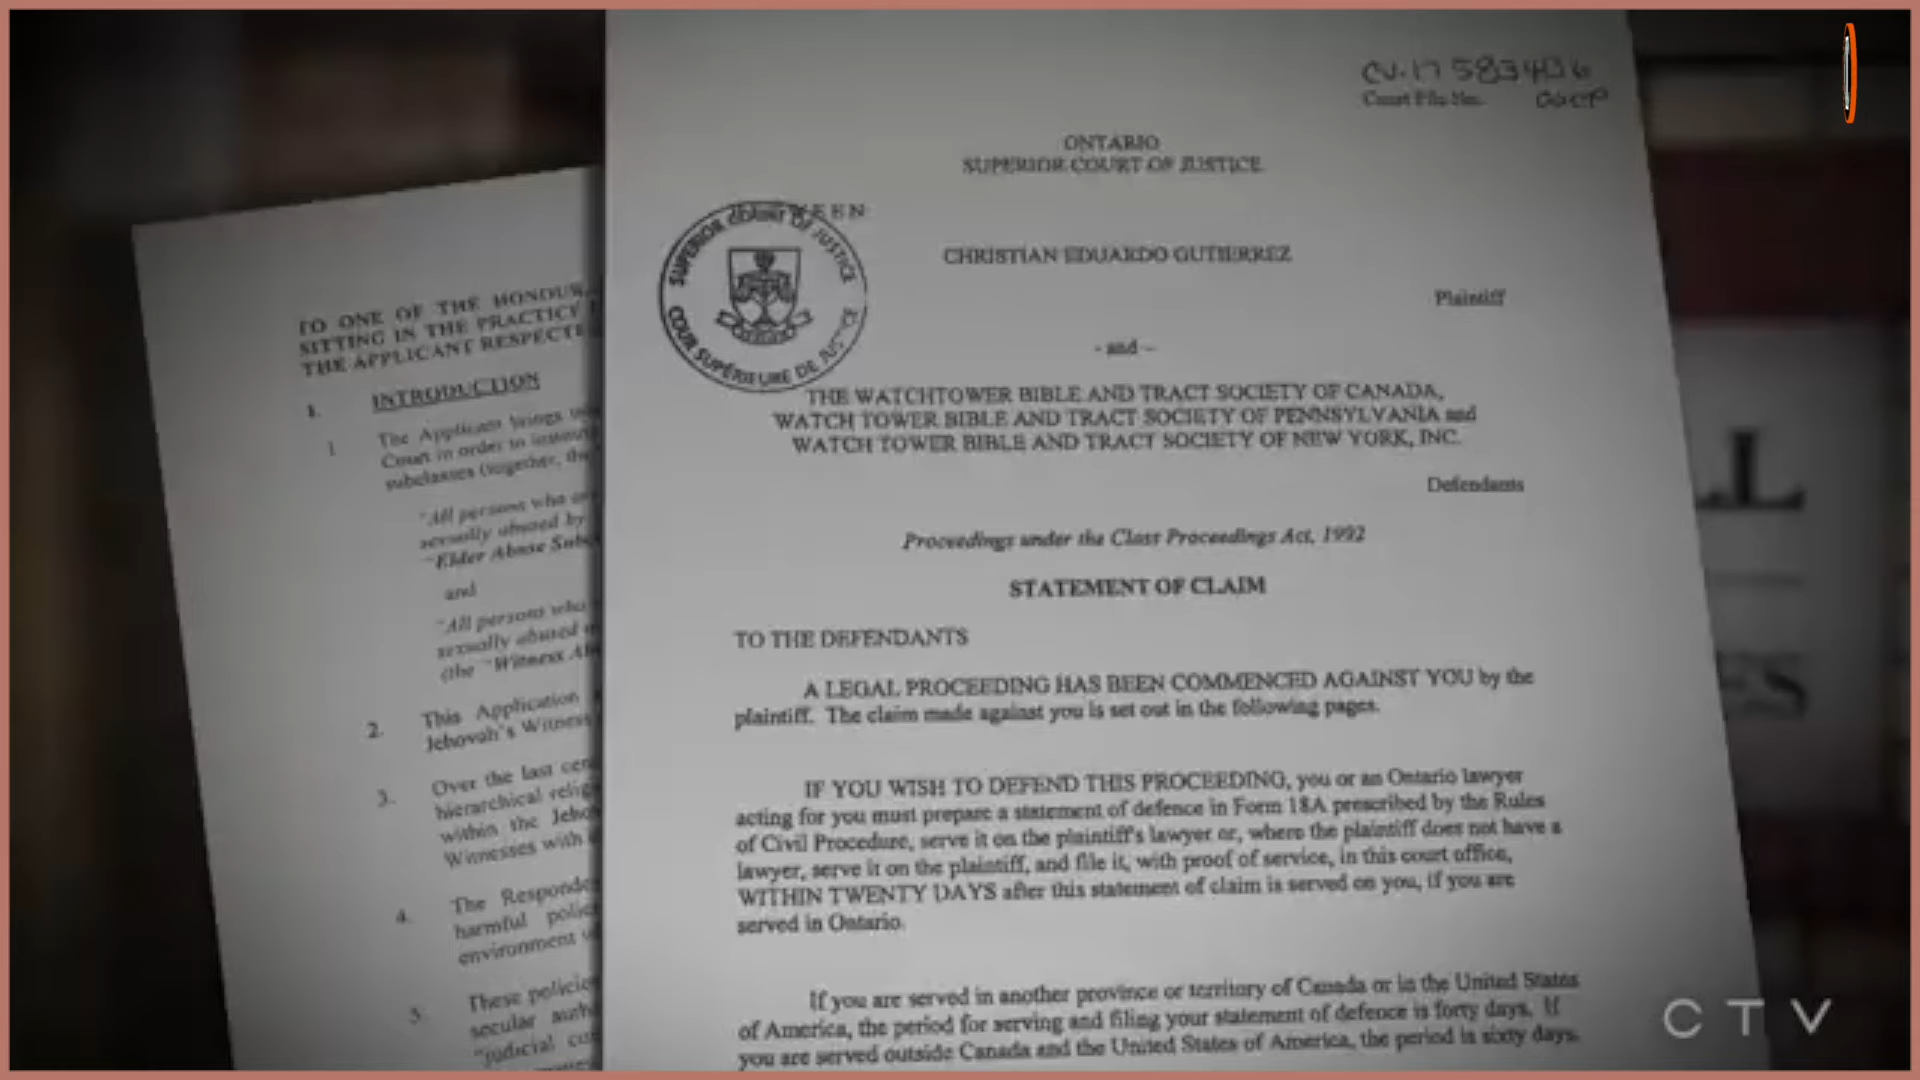 TO ONE OF THE HONOUR
SITTING IN THE PRACTICE
THE APPLICANT RESPECTE
I. INTRODUCTION
1 The Applicant brings
Court in order to
subclasses (together, the
"All persons who
sexually abused by
"Elder Abuse Sub
and
"All persons who
sexually abused
(the "Witness Ab
2. This Application
Jehovah's Witness
3. Over the last cen
hierarchical relig
within the Jeho
Witnesses with
4. The Responde
harmful polic
environment
5. These policie
secular auth
"judicial co
CV-17 583406
Court File No. 00CP
ONTARIO
SUPERIOR COURT OF JUSTICE
EEN
SUPERIOR COURT OF JUSTICE
COUR SUPÉRIEURE DE JUSTICE
CHRISTIAN EDUARDO GUTIERREZ
Plaintiff
- and -
THE WATCHTOWER BIBLE AND TRACT SOCIETY OF CANADA,
WATCH TOWER BIBLE AND TRACT SOCIETY OF PENNSYLVANIA and
WATCH TOWER BIBLE AND TRACT SOCIETY OF NEW YORK, INC.
Defendants
Proceedings under the Class Proceedings Act, 1992
STATEMENT OF CLAIM
TO THE DEFENDANTS
A LEGAL PROCEEDING HAS BEEN COMMENCED AGAINST YOU by the
plaintiff. The claim made against you is set out in the following pages.
IF YOU WISH TO DEFEND THIS PROCEEDING, you or an Ontario lawyer
acting for you must prepare a statement of defence in Form 18A prescribed by the Rules
of Civil Procedure, serve it on the plaintiff's lawyer or, where the plaintiff does not have a
lawyer, serve it on the plaintiff, and file it, with proof of service, in this court office,
WITHIN TWENTY DAYS after this statement of claim is served on you, if you are
served in Ontario.
If you are served in another province or territory of Canada or in the United States
of America, the period for serving and filing your statement of defence is forty days. If
you are served outside Canada and the United States of America, the period is sixty days.
CTV